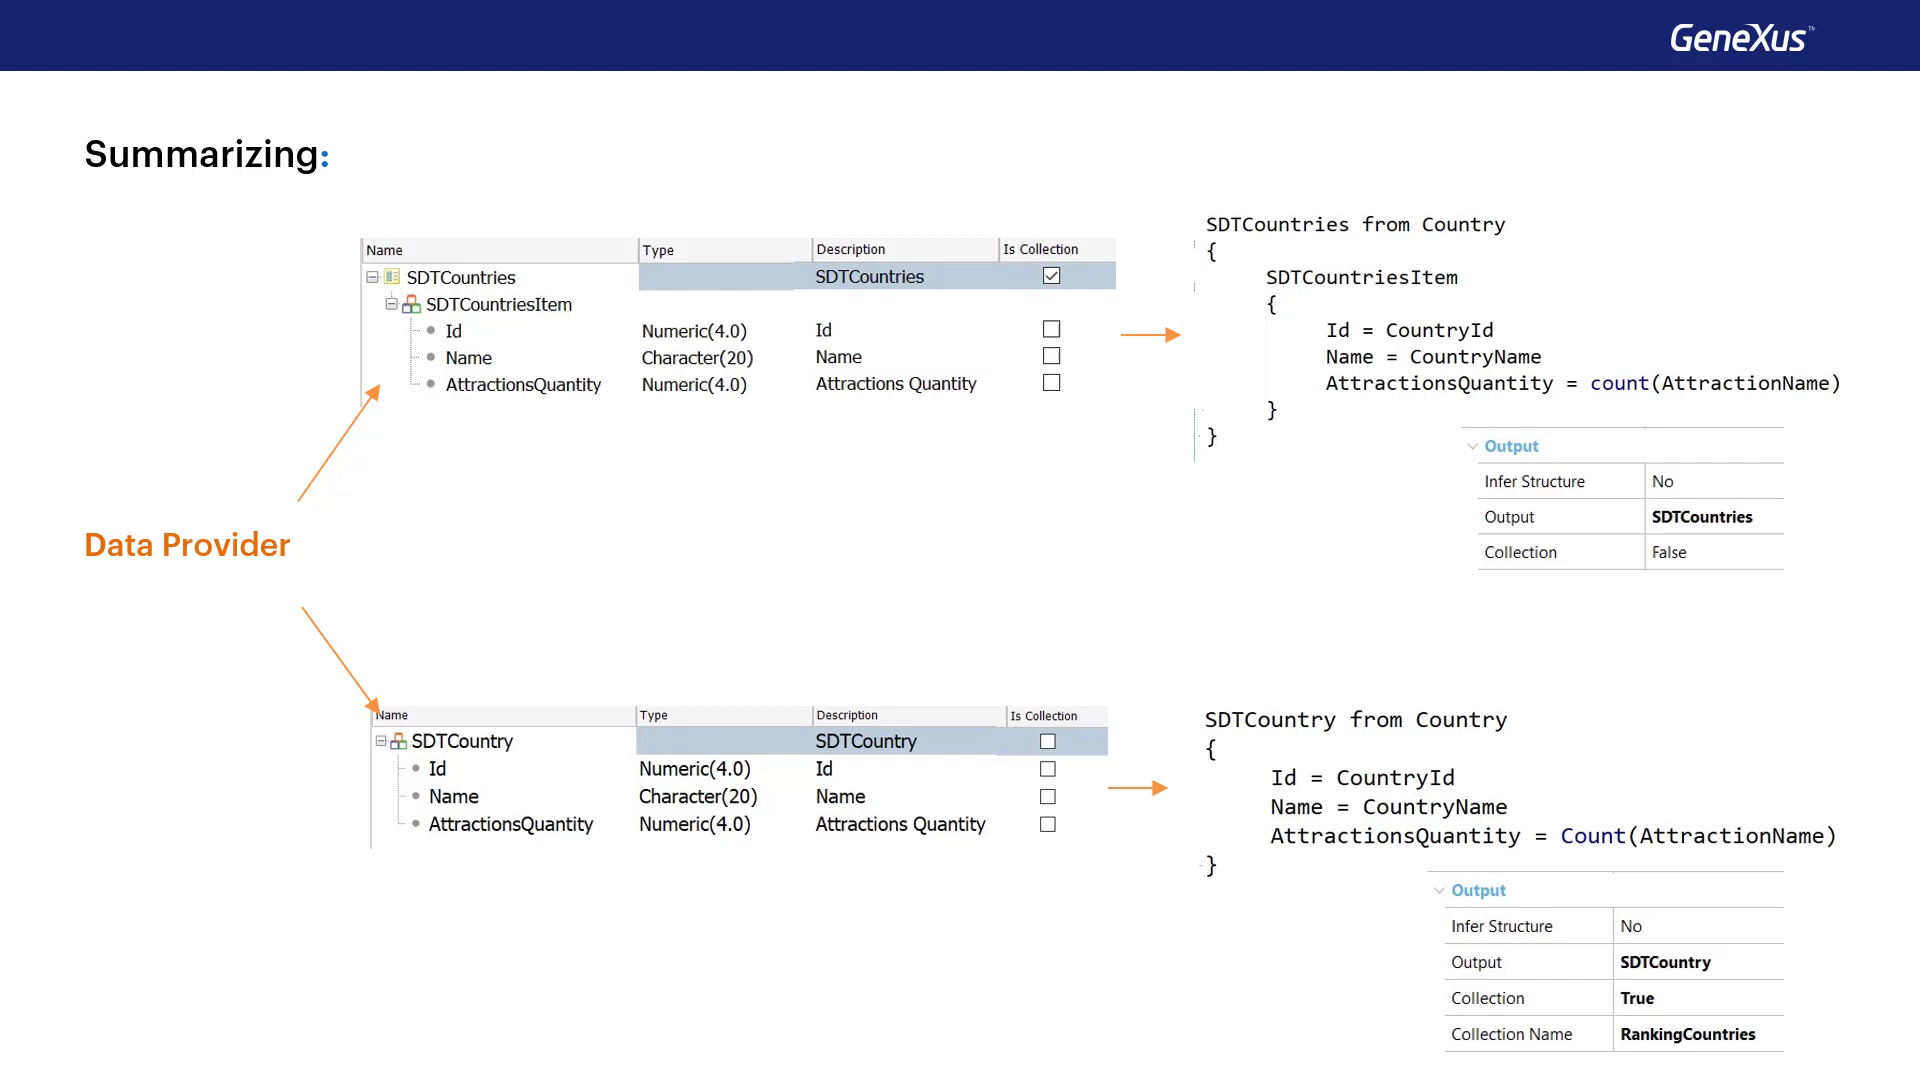 GeneXus™
Summarizing:
Name Type Description Is Collection
SDTCountries SDTCountries
SDTCountriesItem
Id Numeric(4.0) Id
Name Character(20) Name
AttractionsQuantity Numeric(4.0) Attractions Quantity
SDTCountries from Country
{
SDTCountriesItem
{
Id = CountryId
Name = CountryName
AttractionsQuantity = count(AttractionName)
}
}
Output
Infer Structure No
Output SDTCountries
Collection False
Data Provider
Name Type Description Is Collection
SDTCountry SDTCountry
Id Numeric(4.0) Id
Name Character(20) Name
AttractionsQuantity Numeric(4.0) Attractions Quantity
SDTCountry from Country
{
Id = CountryId
Name = CountryName
AttractionsQuantity = Count(AttractionName)
}
Output
Infer Structure No
Output SDTCountry
Collection True
Collection Name RankingCountries